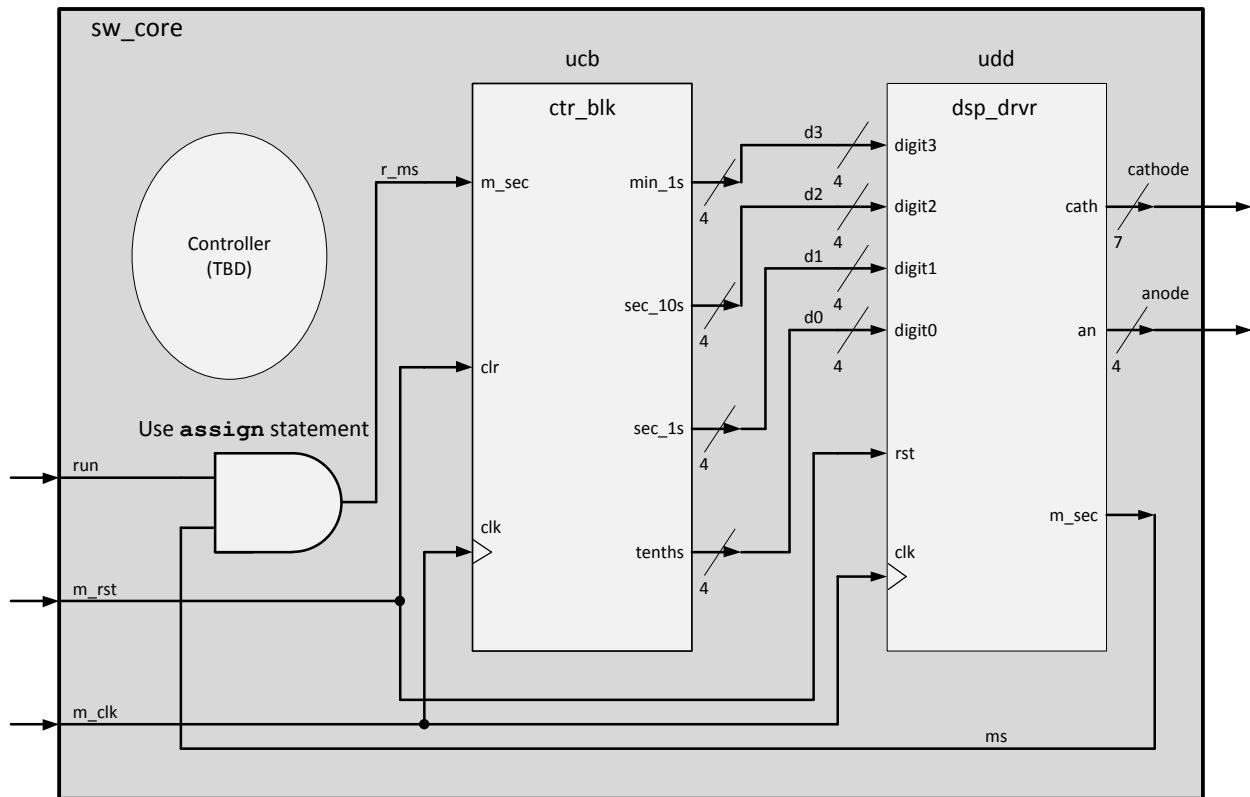 sw_core
ucb
udd
ctr_blk
dsp_drvr
Controller
(TBD)
r_ms
m_sec
min_1s
4
d3
4
digit3
cathode
cath
7
sec_10s
4
d2
4
digit2
d1
4
digit1
anode
an
4
d0
4
digit0
clr
Use assign statement
sec_1s
4
run
rst
m_sec
clk
tenths
4
clk
m_rst
m_clk
ms